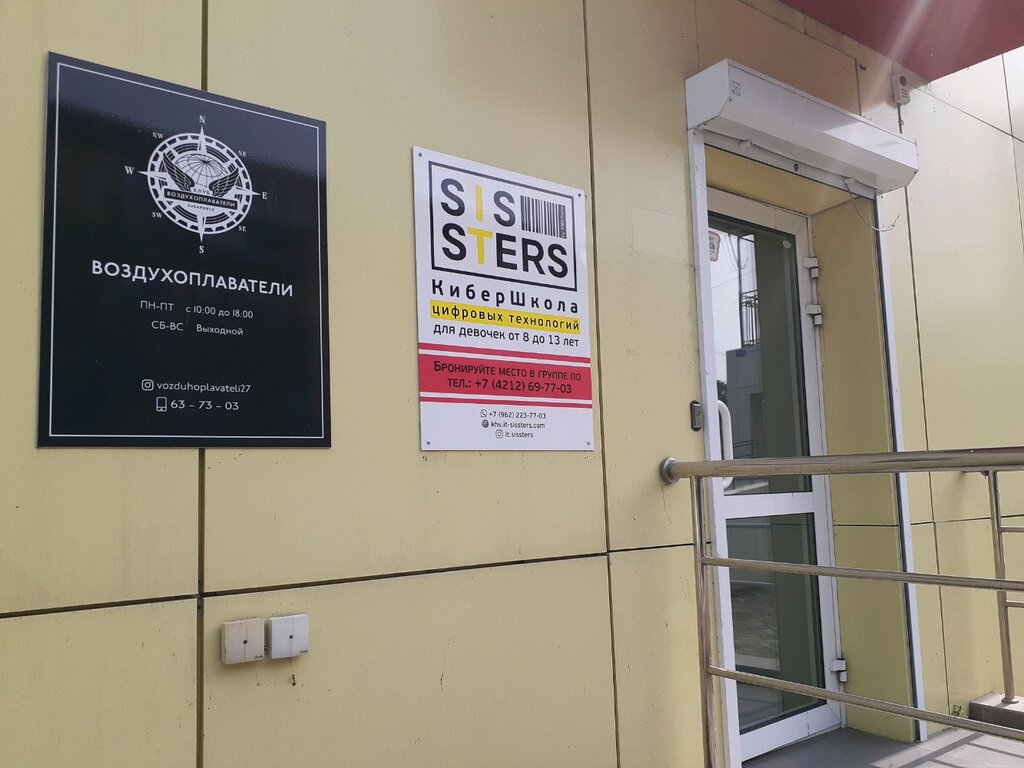 N
NW
NE
W
E
SW
SE
S
КЛУБ
ВОЗДУХОПЛАВАТЕЛИ
ХАБАРОВСК
ВОЗДУХОПЛАВАТЕЛИ
ПН-ПТ с 10:00 до 18:00
СБ-ВС Выходной
vozduhoplavateli27
63 - 73 - 03
SIS
STERS
КиберШкола
цифровых технологий
для девочек от 8 до 13 лет
Бронируйте место в группе по
тел.: +7 (4212) 69-77-03
+7 (962) 223-77-03
khv.it-sissters.com
it.sissters